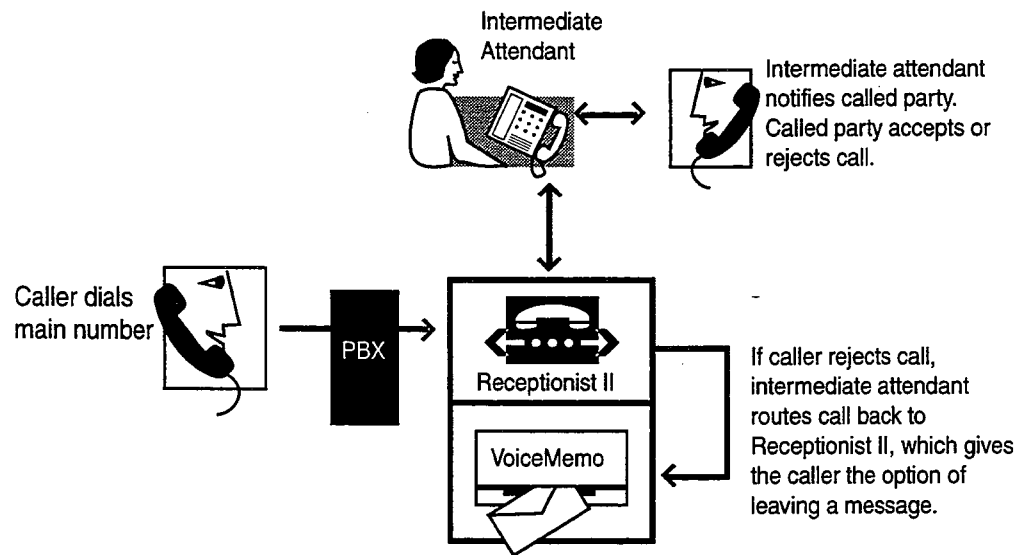 Intermediate
Attendant
Intermediate attendant
notifies called party.
Called party accepts or
rejects call.
Caller dials
main number
PBX
Receptionist II
VoiceMemo
If caller rejects call,
intermediate attendant
routes call back to
Receptionist II, which gives
the caller the option of
leaving a message.